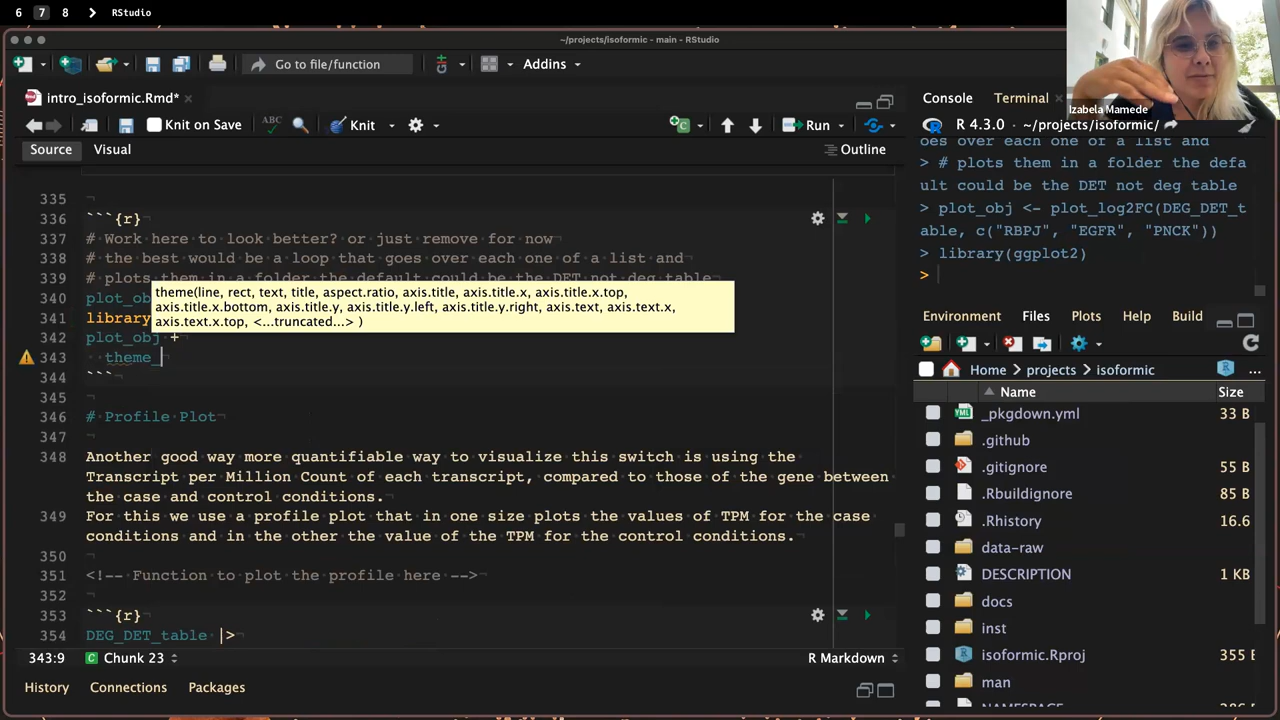 6 7 8 > RStudio
~/projects/isoformic - main - RStudio
Go to file/function Addins
intro_isoformic.Rmd*
Knit on Save ABC Knit Run
Source Visual Outline
335
336 ```{r}
337 # Work here to look better? or just remove for now
338 # the best would be a loop that goes over each one of a list and
339 # plots them in a folder the default could be the DET not deg table
340 plot_ob
theme(line, rect, text, title, aspect.ratio, axis.title, axis.title.x, axis.title.x.top,
axis.title.x.bottom, axis.title.y, axis.title.y.left, axis.title.y.right, axis.text, axis.text.x,
axis.text.x.top, <...truncated...> )
341 library
342 plot_obj +
343 theme_
344 ```
345
346 # Profile Plot
347
348 Another good way more quantifiable way to visualize this switch is using the
Transcript per Million Count of each transcript, compared to those of the gene between
the case and control conditions.
349 For this we use a profile plot that in one size plots the values of TPM for the case
conditions and in the other the value of the TPM for the control conditions.
350
351 <!-- Function to plot the profile here -->
352
353 ```{r}
354 DEG_DET_table |>
343:9 Chunk 23 R Markdown
History Connections Packages
Izabela Mamede
Console Terminal
R 4.3.0 · ~/projects/isoformic/
oes over each one of a list and
> # plots them in a folder the defa
ult could be the DET not deg table
> plot_obj <- plot_log2FC(DEG_DET_t
able, c("RBPJ", "EGFR", "PNCK"))
> library(ggplot2)
>
Environment Files Plots Help Build
Home projects isoformic ...
Name Size
_pkgdown.yml 33 B
.github
.gitignore 55 B
.Rbuildignore 85 B
.Rhistory 16.6
data-raw
DESCRIPTION 1 KB
docs
inst
isoformic.Rproj 355 B
man